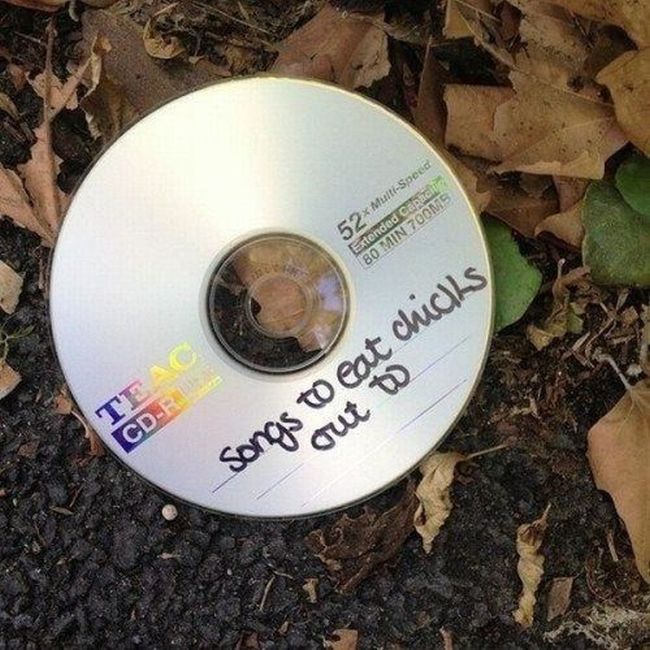 52x Multi-Speed
Extended Capacity
80 MIN 700MB
TEAC
CD-R
songs to eat chicks
out to